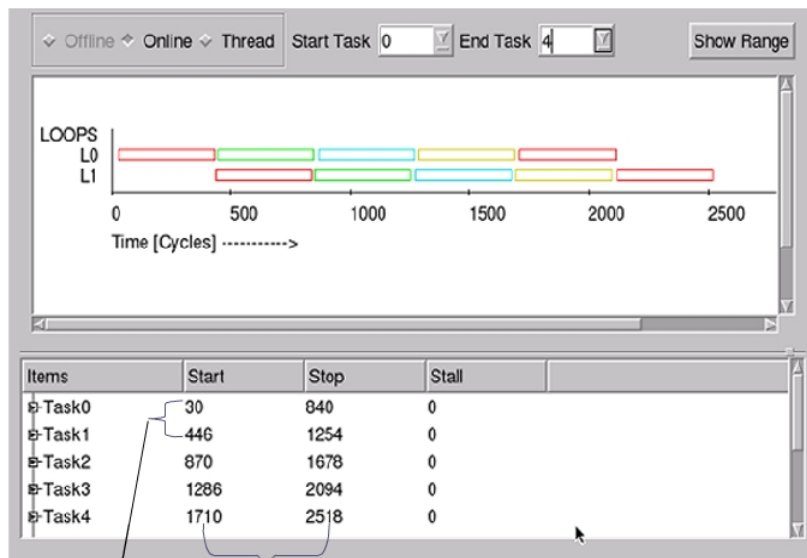 Offline Online Thread Start Task 0 End Task 4 Show Range
LOOPS
L0
L1
0 500 1000 1500 2000 2500
Time [Cycles] ----------->
Items Start Stop Stall
Task0 30 840 0
Task1 446 1254 0
Task2 870 1678 0
Task3 1286 2094 0
Task4 1710 2518 0